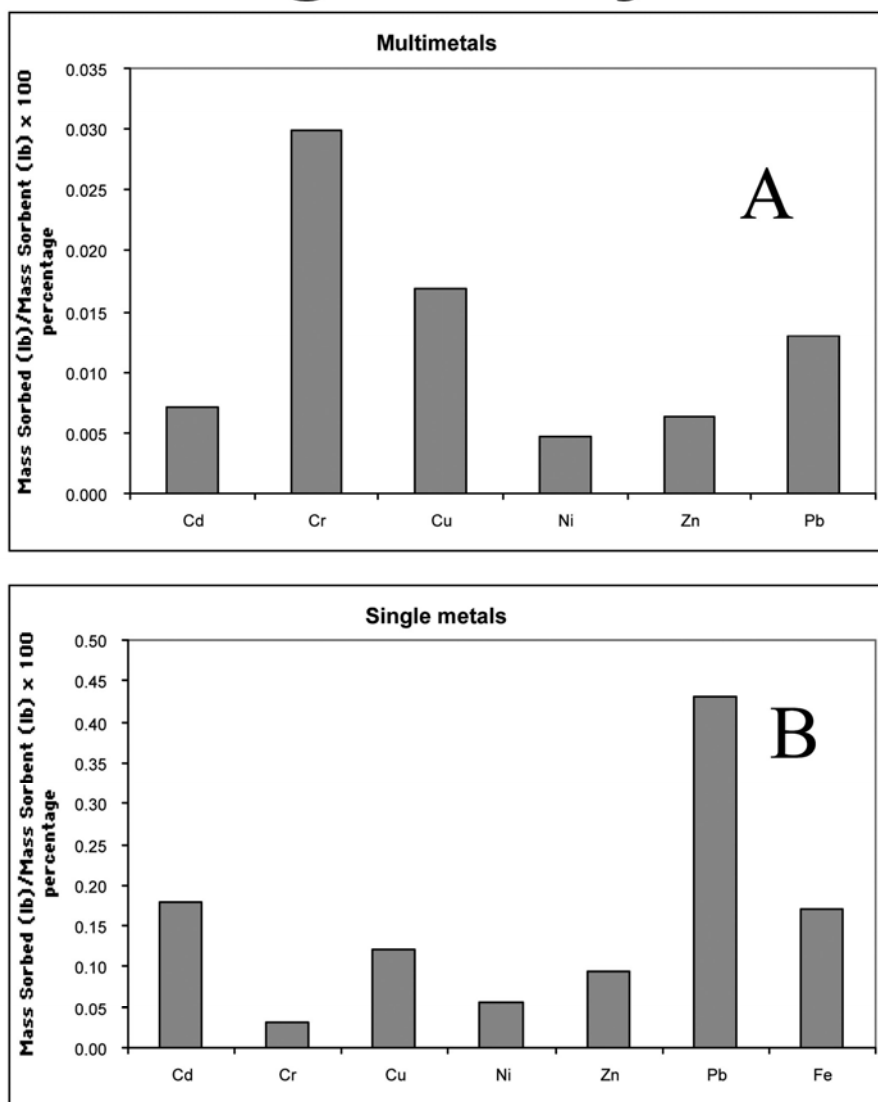 Multimetals
Mass Sorbed (lb)/Mass Sorbent (lb) x 100
percentage
0.035
0.030
0.025
0.020
0.015
0.010
0.005
0.000
A
Cd Cr Cu Ni Zn Pb
Single metals
Mass Sorbed (lb)/Mass Sorbent (lb) x 100
percentage
0.50
0.45
0.40
0.35
0.30
0.25
0.20
0.15
0.10
0.05
0.00
B
Cd Cr Cu Ni Zn Pb Fe